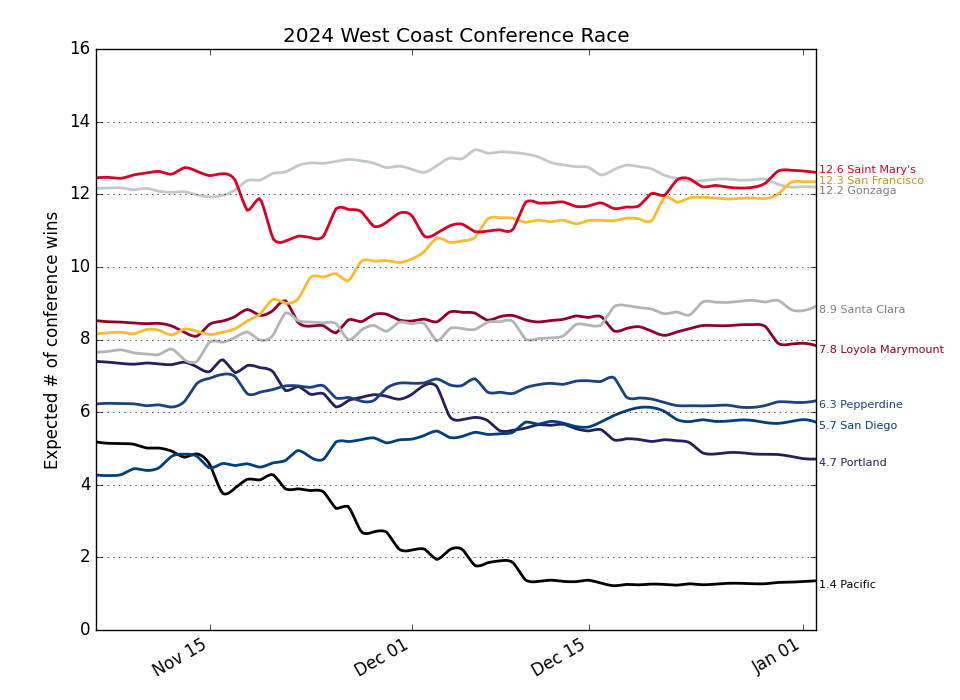 2024 West Coast Conference Race
Expected # of conference wins
16
14
12
10
8
6
4
2
0
12.6 Saint Mary's
12.3 San Francisco
12.2 Gonzaga
8.9 Santa Clara
7.8 Loyola Marymount
6.3 Pepperdine
5.7 San Diego
4.7 Portland
1.4 Pacific
Nov 15
Dec 01
Dec 15
Jan 01